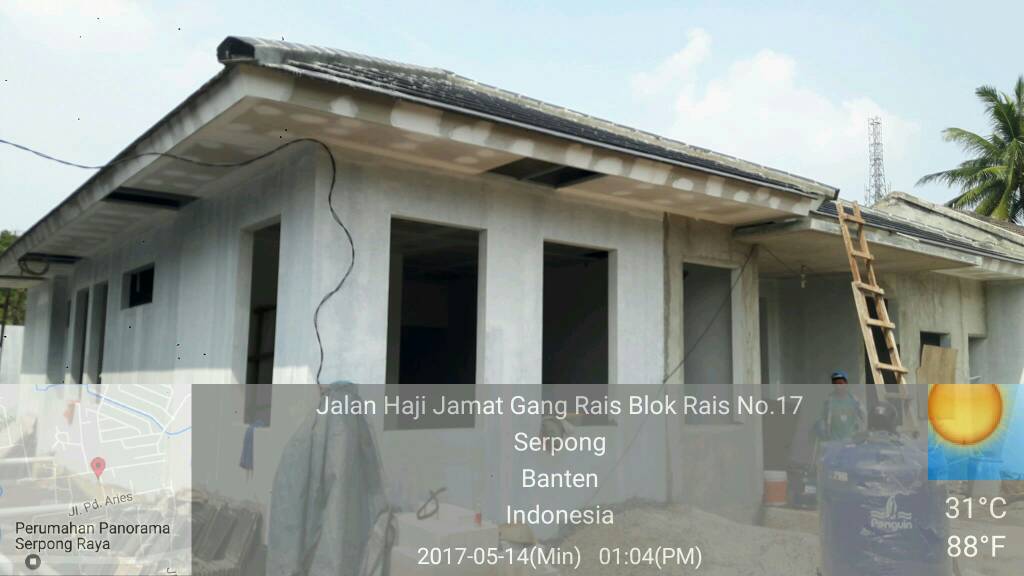 Jalan Haji Jamat Gang Rais Blok Rais No.17
Serpong
Banten
Indonesia
2017-05-14(Min) 01:04(PM)
Jl. Pd. Aries
Perumahan Panorama
Serpong Raya
Penguin
31°C
88°F